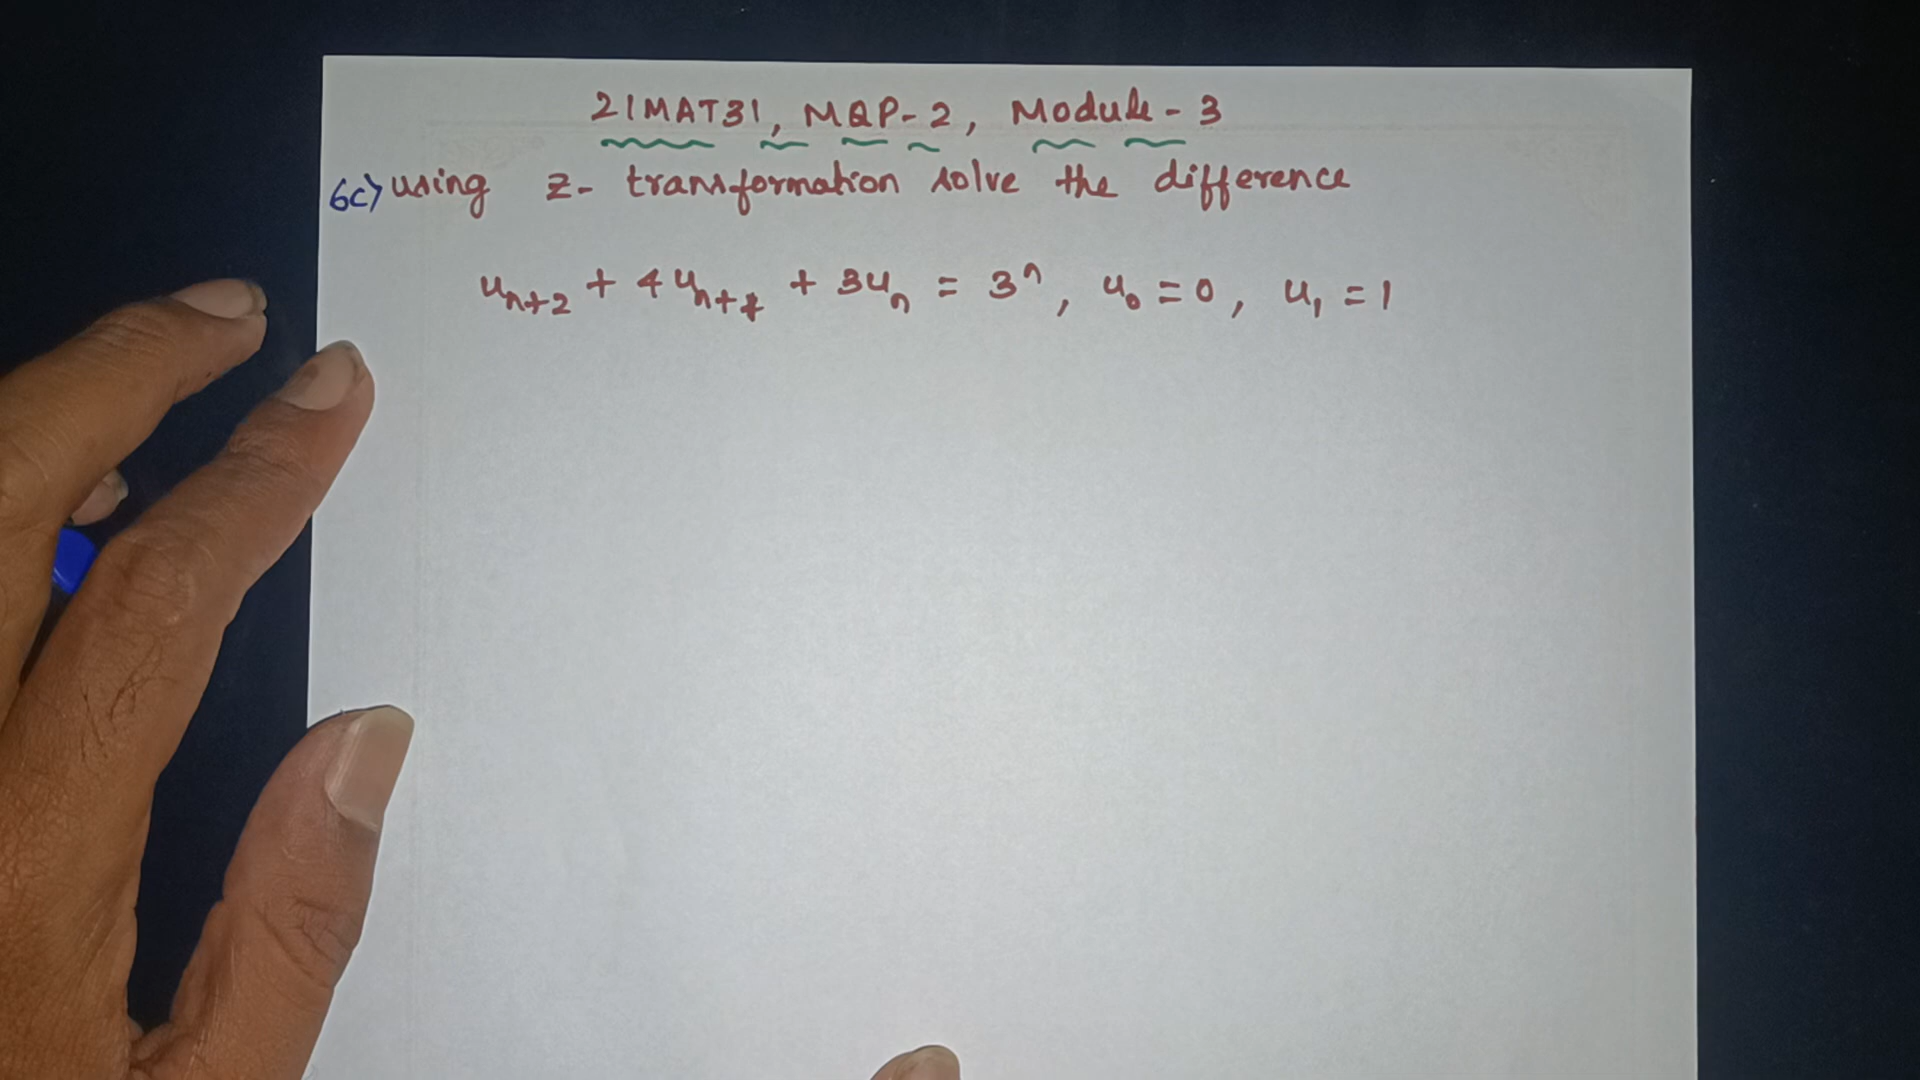 21MAT31, MQP-2, Module-3
6c) using z- transformation solve the difference
uₙ₊₂ + 4uₙ₊₁ + 3uₙ = 3ⁿ, u₀ = 0, u₁ = 1